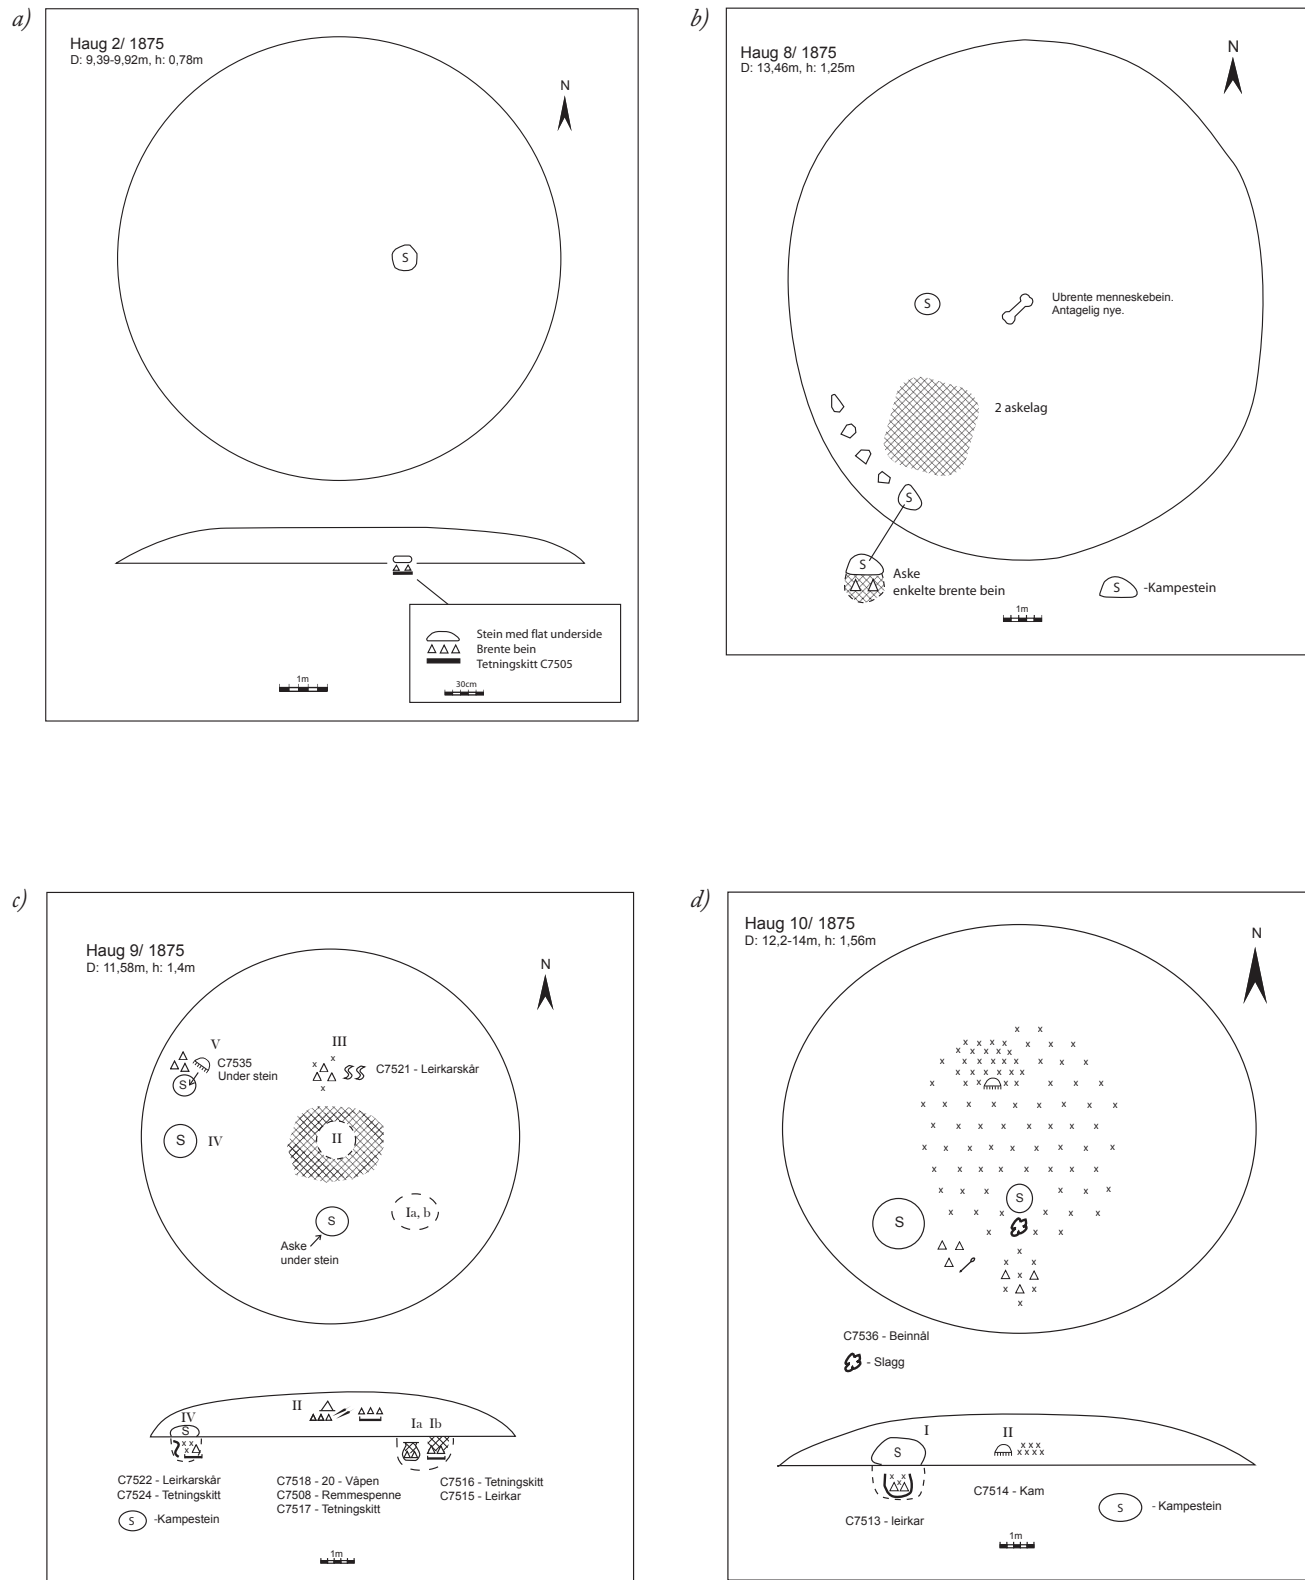 a)
Haug 2/ 1875
D: 9,39-9,92m, h: 0,78m
N
S
Stein med flat underside
Brente bein
Tetningskitt C7505
1m
30cm
b)
Haug 8/ 1875
D: 13,46m, h: 1,25m
N
S
Ubrente menneskebein.
Antagelig nye.
2 askelag
S
S
Aske
enkelte brente bein
S
-Kampestein
1m
c)
Haug 9/ 1875
D: 11,58m, h: 1,4m
N
V
C7535
Under stein
S
III
x x
x
C7521 - Leirkarskår
S
IV
II
Ia, b
S
Aske
under stein
IV
S
x x
x
II
Ia Ib
C7522 - Leirkarskår
C7524 - Tetningskitt
C7518 - 20 - Våpen
C7508 - Remmespenne
C7517 - Tetningskitt
C7516 - Tetningskitt
C7515 - Leirkar
S -Kampestein
1m
d)
Haug 10/ 1875
D: 12,2-14m, h: 1,56m
N
x x
x x x x x x x
x x x x x x x
x x x x x x x x
x x x x x x x x
x x x x x x x
x x x x x x x x x
x x x x x x x x
x x x x x x x x x
x x x x x x x
x x x x x x
S
S
x x x x x x
x x x x
x
x x
x x
x
C7536 - Beinnål
- Slagg
I
S
x x
x
II
x x x
x x x x
C7514 - Kam
C7513 - leirkar
S
- Kampestein
1m